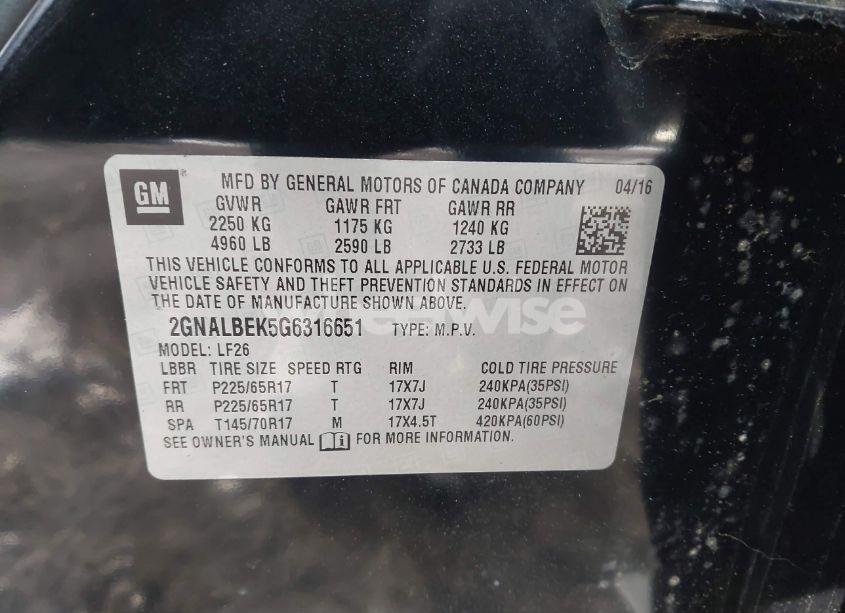 GM ® MFD BY GENERAL MOTORS OF CANADA COMPANY 04/16
GVWR GAWR FRT GAWR RR
2250 KG 1175 KG 1240 KG
4960 LB 2590 LB 2733 LB
THIS VEHICLE CONFORMS TO ALL APPLICABLE U.S. FEDERAL MOTOR
VEHICLE SAFETY AND THEFT PREVENTION STANDARDS IN EFFECT ON
THE DATE OF MANUFACTURE SHOWN ABOVE.
2GNALBEK5G6316651 TYPE: M.P.V.
MODEL: LF26
LBBR TIRE SIZE SPEED RTG RIM COLD TIRE PRESSURE
FRT P225/65R17 T 17X7J 240KPA(35PSI)
RR P225/65R17 T 17X7J 240KPA(35PSI)
SPA T145/70R17 M 17X4.5T 420KPA(60PSI)
SEE OWNER'S MANUAL FOR MORE INFORMATION.